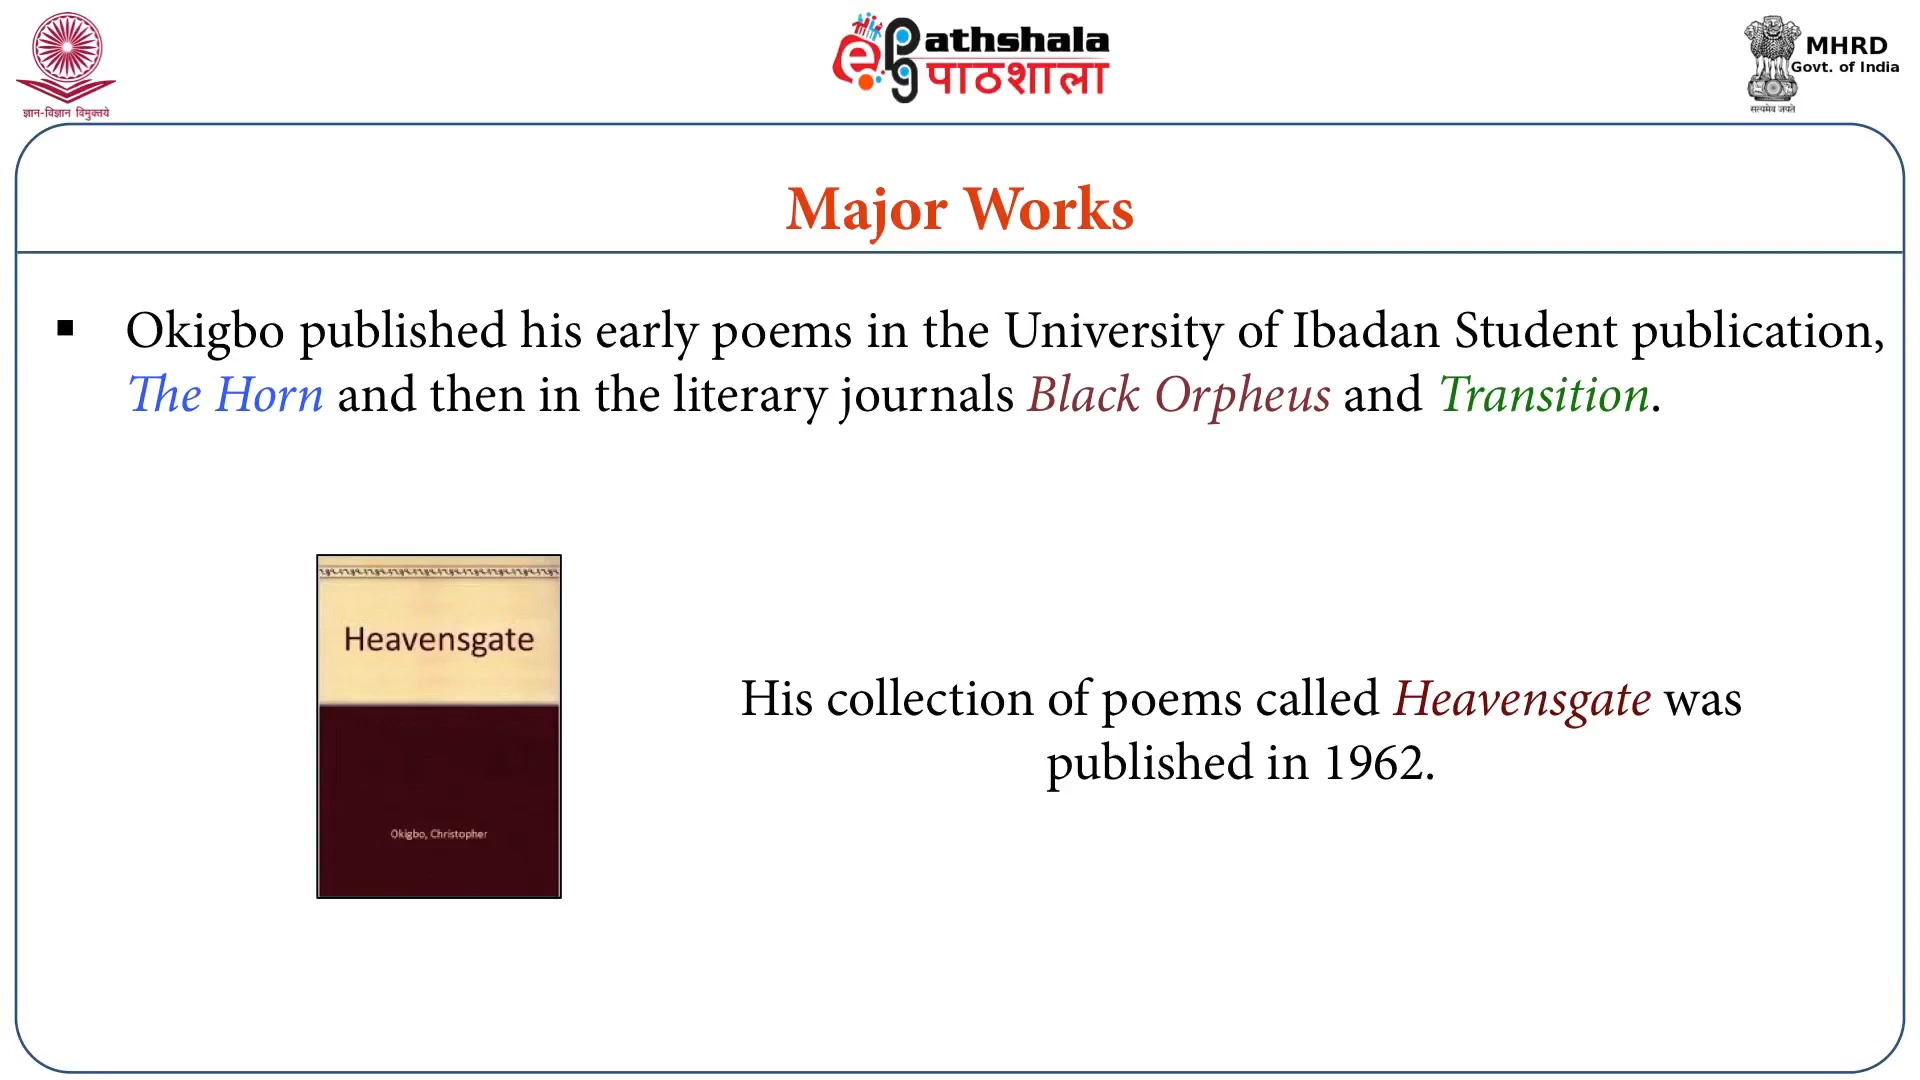 ज्ञान-विज्ञान विमुक्तये
ePathshala
पाठशाला
MHRD
Govt. of India
सत्यमेव जयते
Major Works
▪ Okigbo published his early poems in the University of Ibadan Student publication,
The Horn and then in the literary journals Black Orpheus and Transition.
Heavensgate
Okigbo, Christopher
His collection of poems called Heavensgate was
published in 1962.